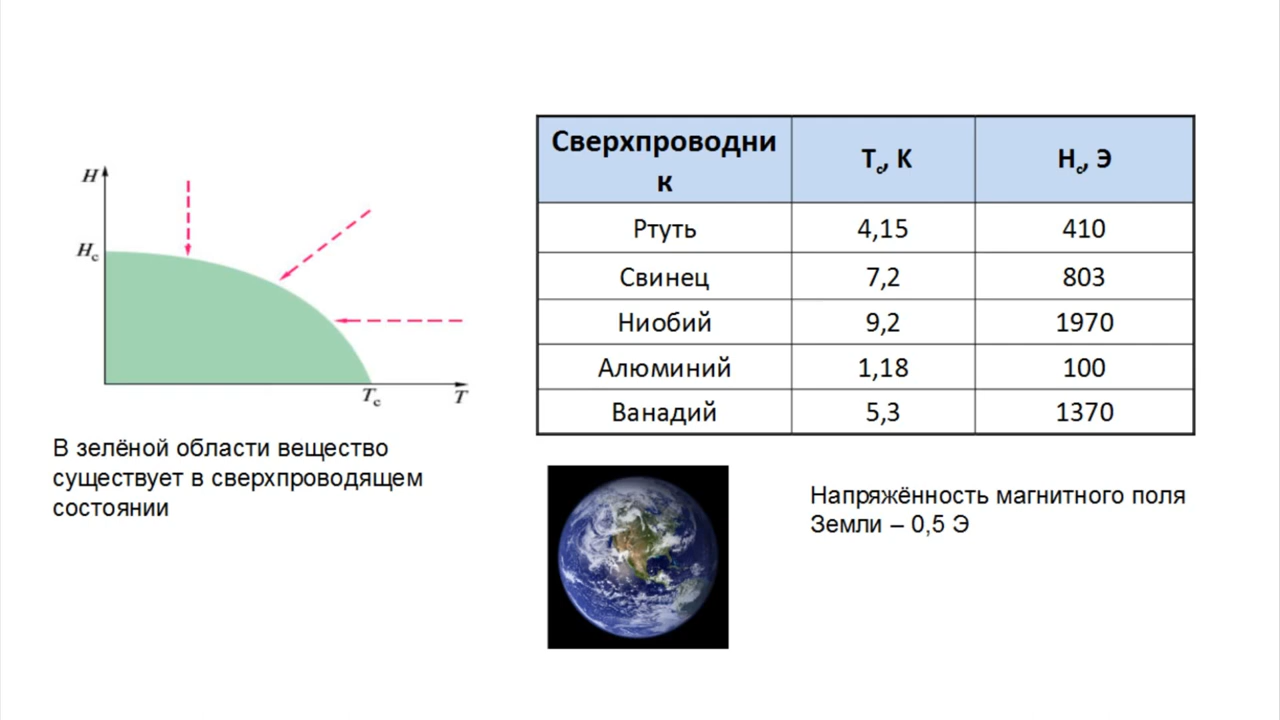 H
Hc
Tc
T
В зелёной области вещество
существует в сверхпроводящем
состоянии
Сверхпроводни
к
Tc, K
Hc, Э
Ртуть
4,15
410
Свинец
7,2
803
Ниобий
9,2
1970
Алюминий
1,18
100
Ванадий
5,3
1370
Напряжённость магнитного поля
Земли – 0,5 Э